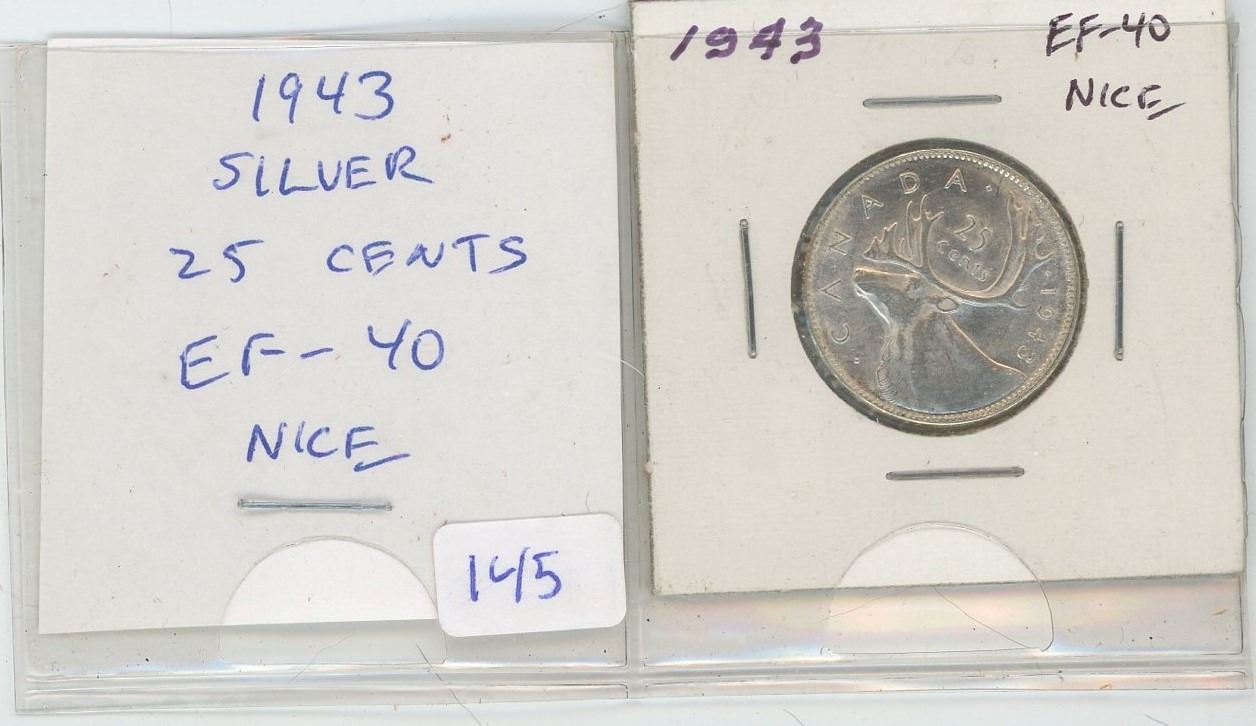 1943
SILVER
25 CENTS
EF-40
NICE
145
1943
EF-40
NICE
CANADA · 1943
25
cents